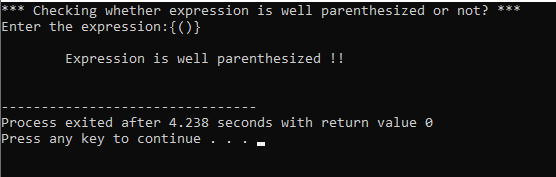 *** Checking whether expression is well parenthesized or not? ***
Enter the expression:{()}
Expression is well parenthesized !!
--------------------------------
Process exited after 4.238 seconds with return value 0
Press any key to continue . . .